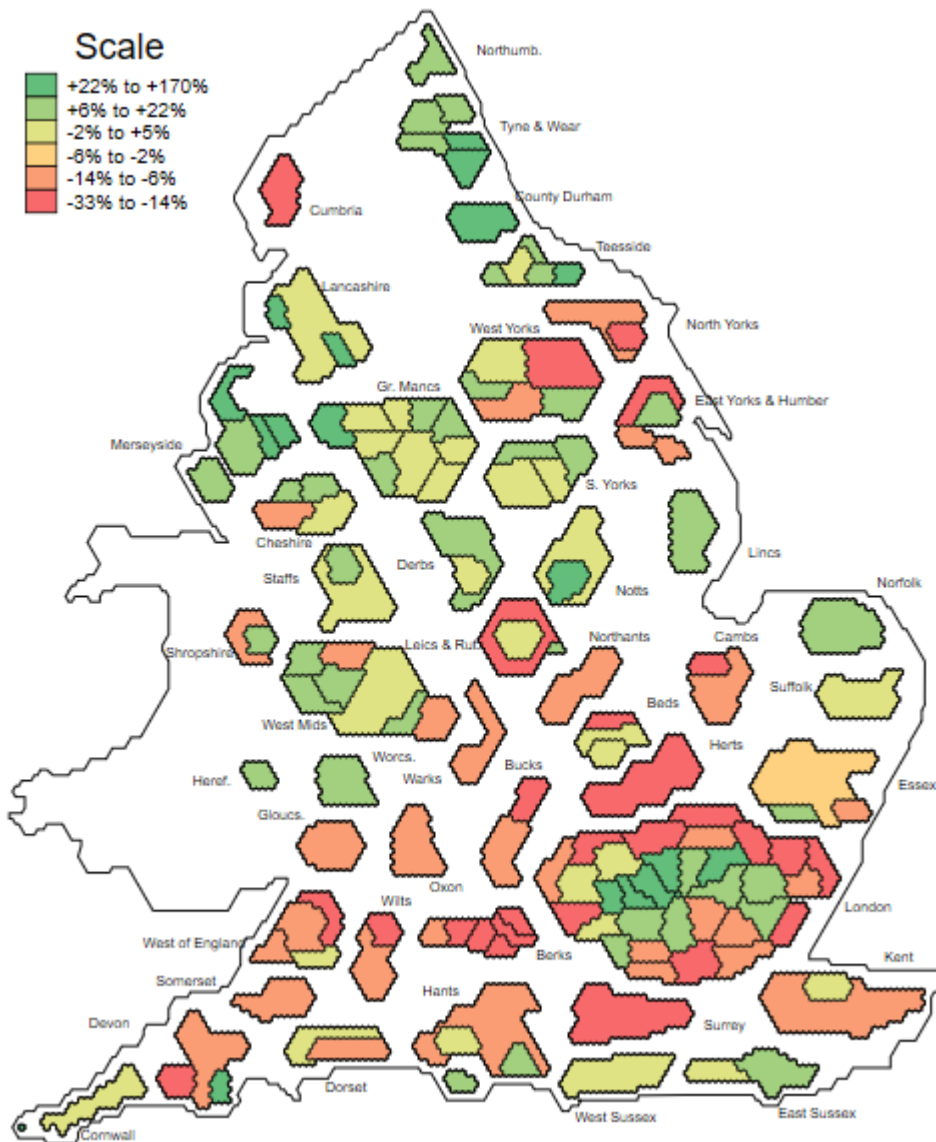 Scale
+22% to +170%
+6% to +22%
-2% to +5%
-6% to -2%
-14% to -6%
-33% to -14%
Northumb.
Tyne & Wear
Cumbria
County Durham
Teesside
Lancashire
North Yorks
West Yorks
Gr. Mancs
East Yorks & Humber
Merseyside
S. Yorks
Cheshire
Lincs
Staffs
Derbs
Notts
Norfolk
Shropshire
Leics & Rut.
Northants
Cambs
Suffolk
West Mids
Beds
Worcs.
Herts
Heref.
Warks
Bucks
Essex
Gloucs.
Oxon
Wilts
London
West of England
Berks
Kent
Somerset
Hants
Devon
Surrey
Dorset
West Sussex
East Sussex
Cornwall